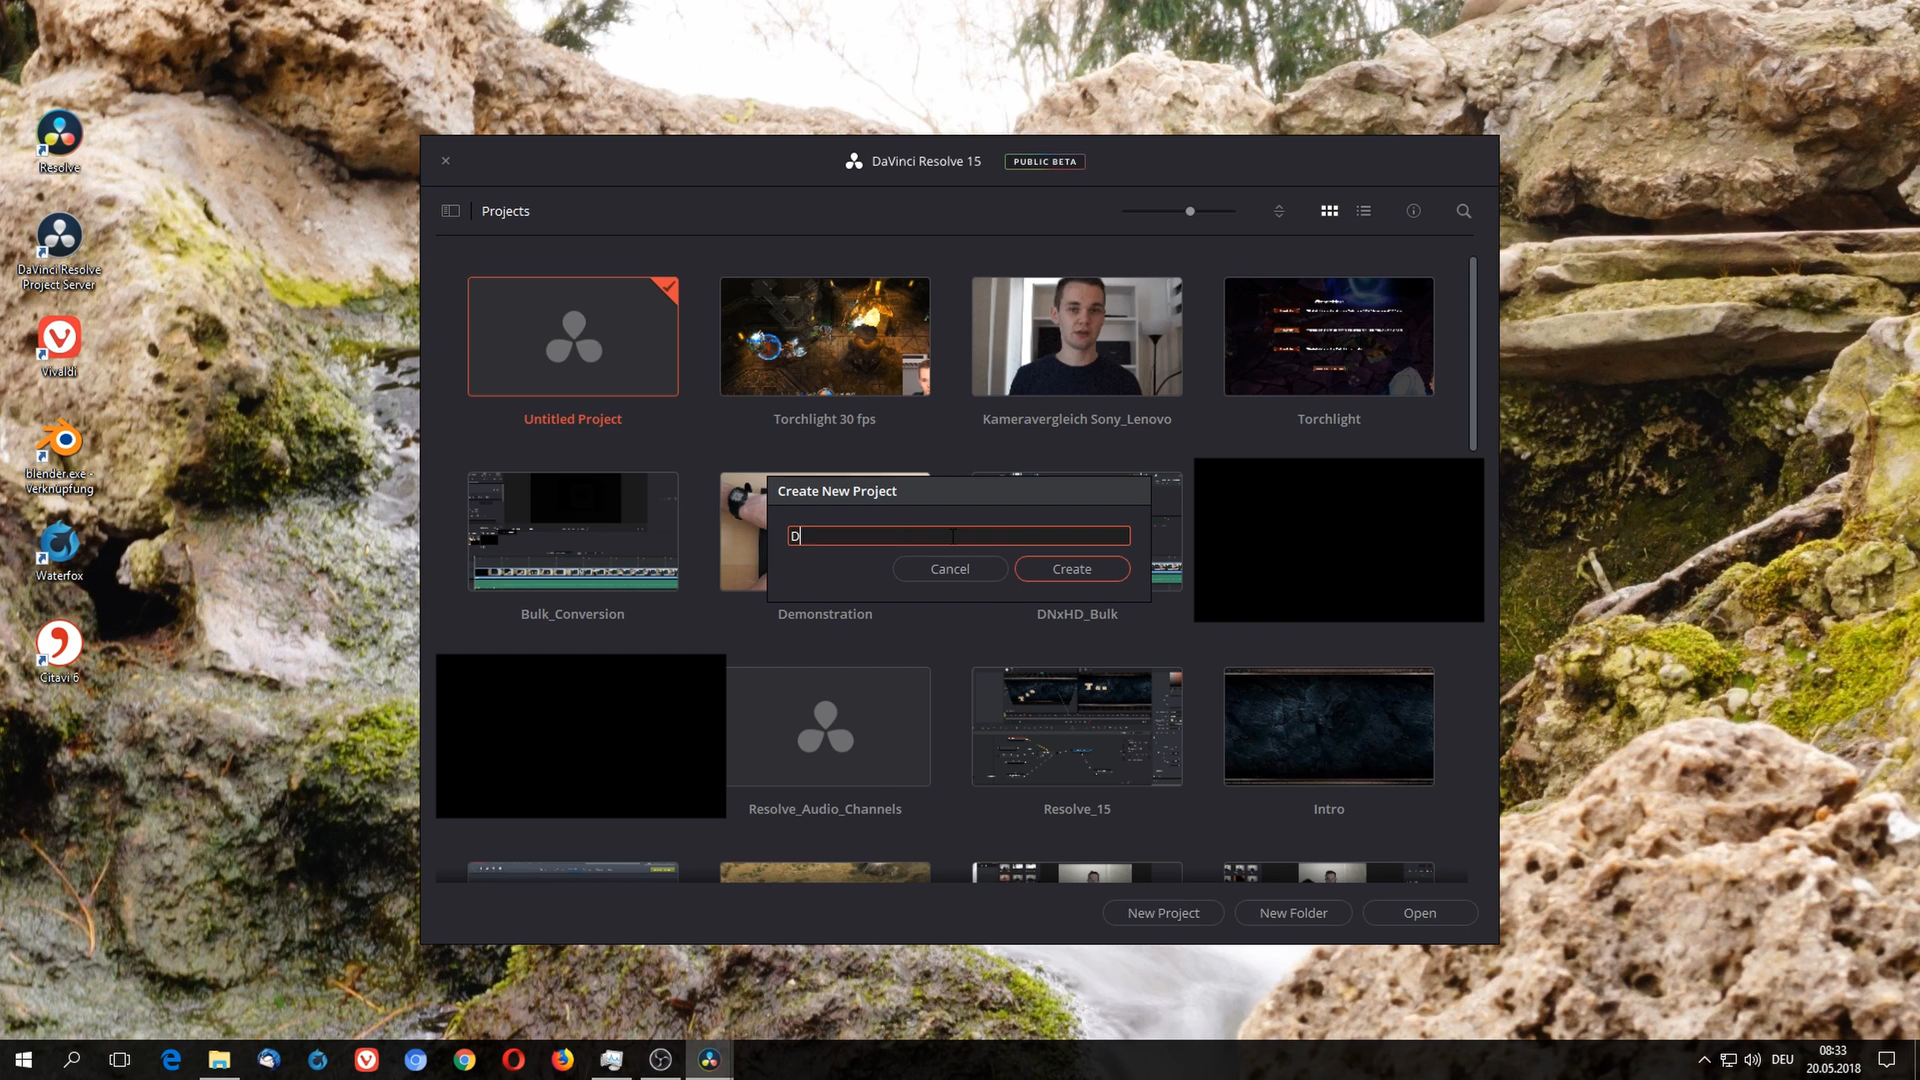 Resolve
DaVinci Resolve
Project Server
Vivaldi
blender.exe -
Verknüpfung
Waterfox
Citavi 6
DaVinci Resolve 15
PUBLIC BETA
Projects
Untitled Project
Torchlight 30 fps
Kameravergleich Sony_Lenovo
Torchlight
Bulk_Conversion
Demonstration
DNxHD_Bulk
Create New Project
D
Cancel
Create
Resolve_Audio_Channels
Resolve_15
Intro
New Project
New Folder
Open
DEU
08:33
20.05.2018